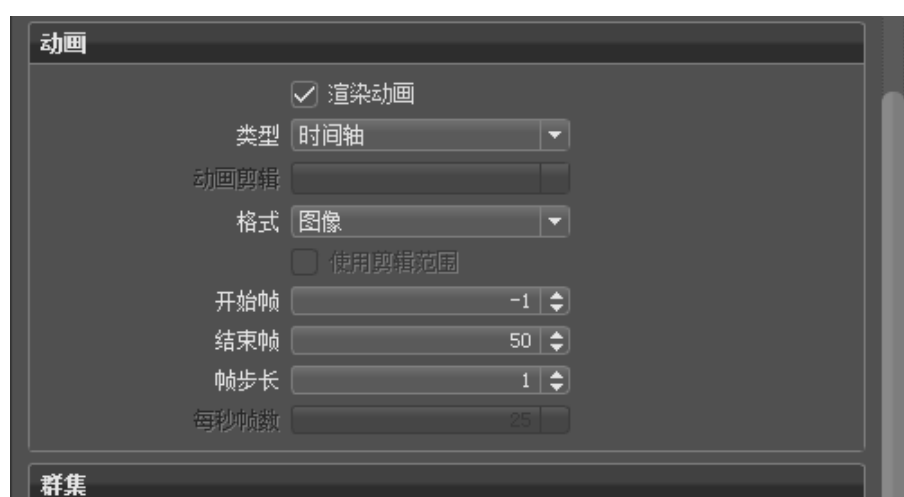 动画
渲染动画
类型 时间轴
动画剪辑
格式 图像
使用剪辑范围
开始帧 -1
结束帧 50
帧步长 1
每秒帧数 25
群集